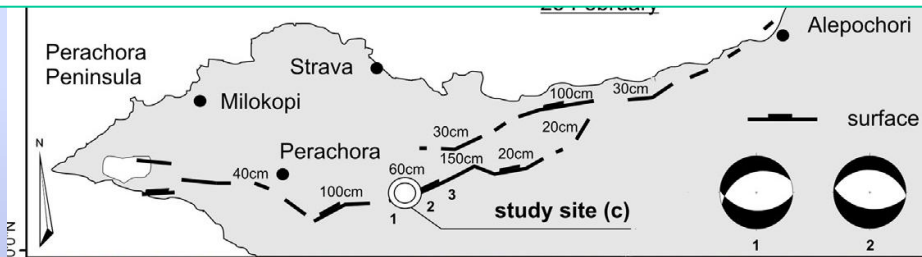 Alepochori
Perachora
Peninsula
Strava
Milokopi
100cm
30cm
surface
20cm
30cm
Perachora
150cm
20cm
60cm
40cm
100cm
1
2
3
study site (c)
N
1
2